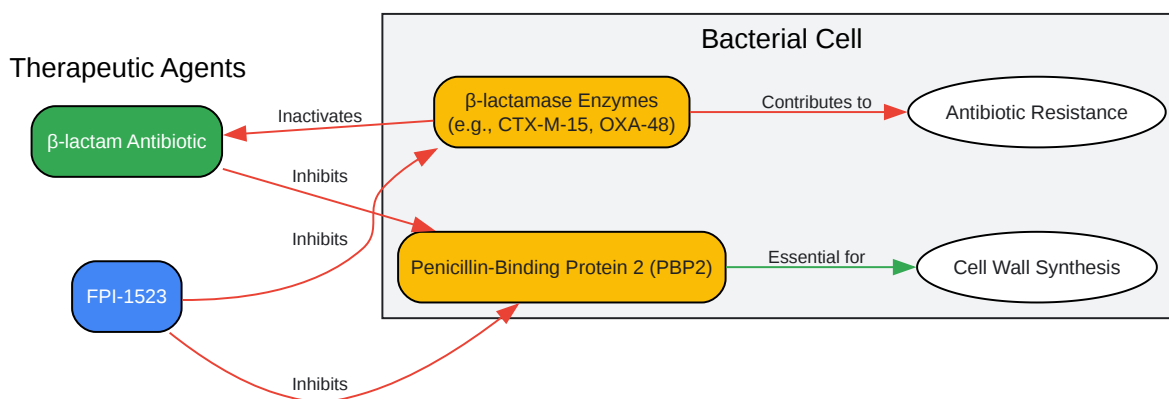 Bacterial Cell
Therapeutic Agents
β-lactam Antibiotic
Inactivates
β-lactamase Enzymes
(e.g., CTX-M-15, OXA-48)
Contributes to
Antibiotic Resistance
Inhibits
Inhibits
FPI-1523
Penicillin-Binding Protein 2 (PBP2)
Essential for
Cell Wall Synthesis
Inhibits